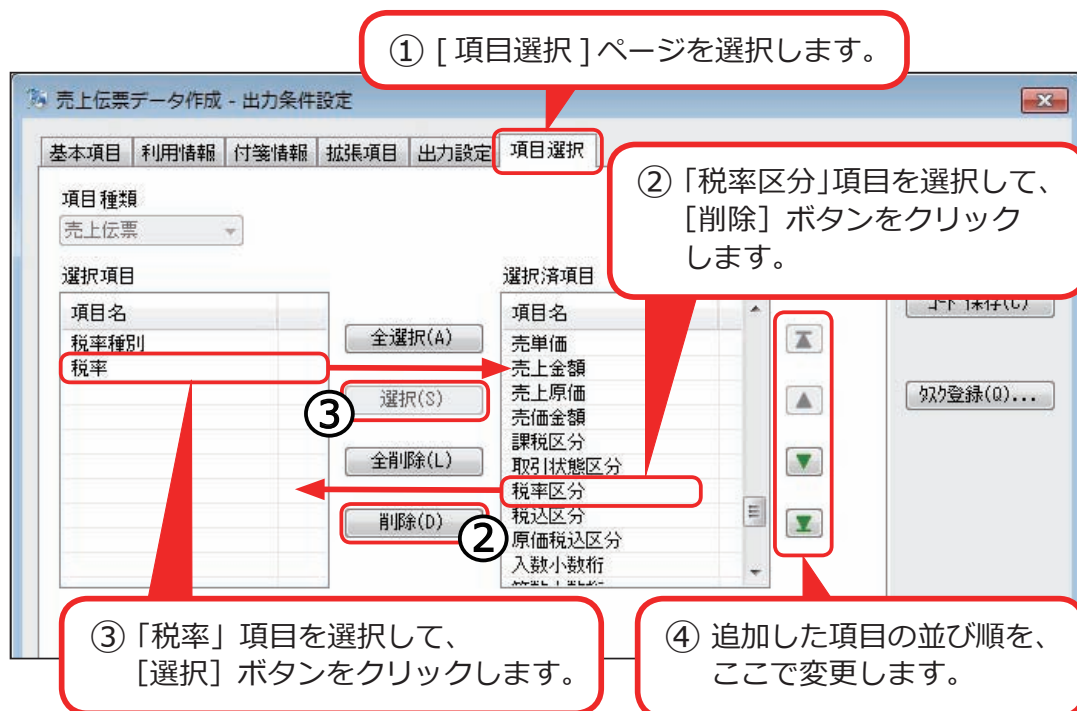 ① [ 項目選択 ] ページを選択します。
売上伝票データ作成 - 出力条件設定
基本項目 利用情報 付箋情報 拡張項目 出力設定 項目選択
② 「税率区分」項目を選択して、
［削除］ボタンをクリック
します。
項目種類
売上伝票
選択項目
選択済項目
項目名
税率種別
税率
全選択(A)
③
選択(S)
全削除(L)
削除(D)
②
項目名
売単価
売上金額
売上原価
売価金額
課税区分
取引状態区分
税率区分
税込区分
原価税込区分
入数小数桁
ﾀｽｸ登録(Q)...
③ 「税率」項目を選択して、
［選択］ボタンをクリックします。
④ 追加した項目の並び順を、
ここで変更します。